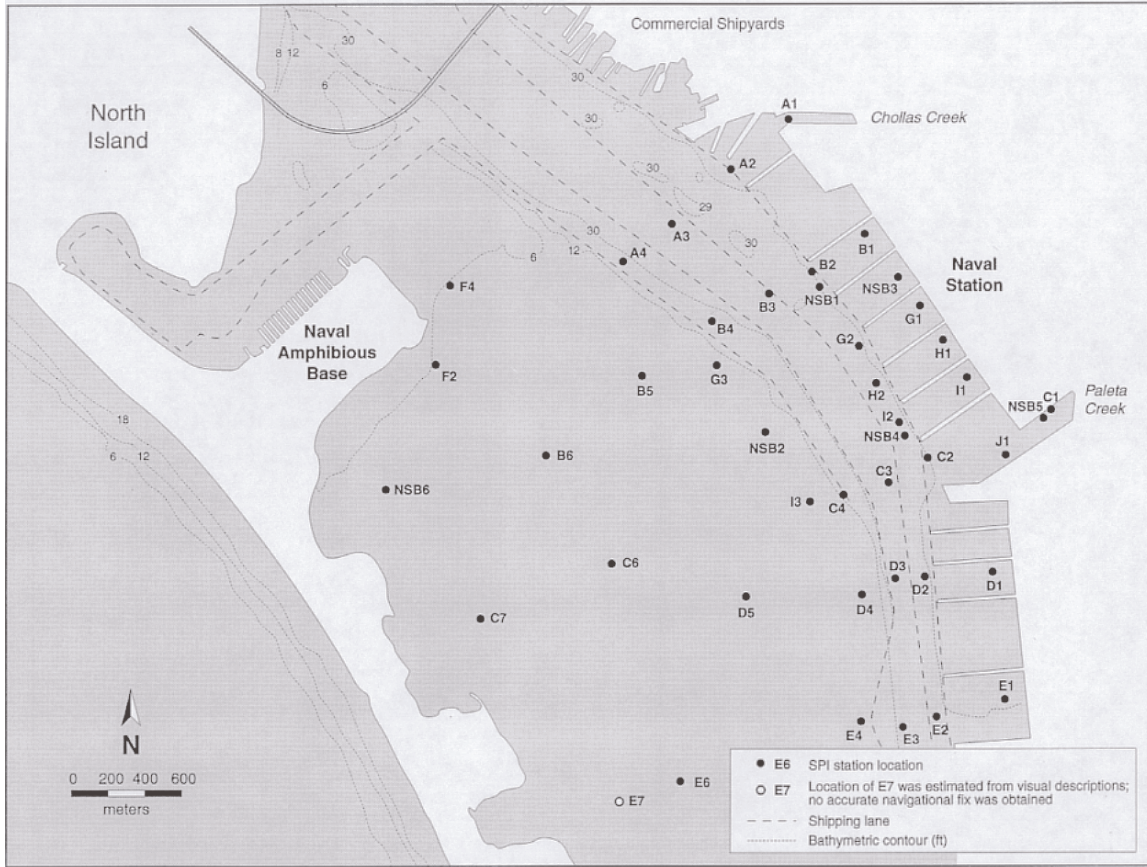 Commercial Shipyards
North
Island
8
12
30
6
30
30
A1
Chollas Creek
A2
30
29
A3
30
30
A4
12
6
B1
B2
NSB3
Naval
Station
NSB1
G1
F4
B3
Naval
Amphibious
Base
B4
G2
H1
F2
G3
B5
H2
I1
C1
NSB5
Paleta
Creek
18
6
12
I2
NSB4
NSB2
C2
J1
B6
C3
NSB6
I3
C4
C6
D3
D2
D1
D5
D4
C7
E1
E4
E3
E2
N
0 200 400 600
meters
E6
E7
E6 SPI station location
E7 Location of E7 was estimated from visual descriptions;
no accurate navigational fix was obtained
Shipping lane
Bathymetric contour (ft)